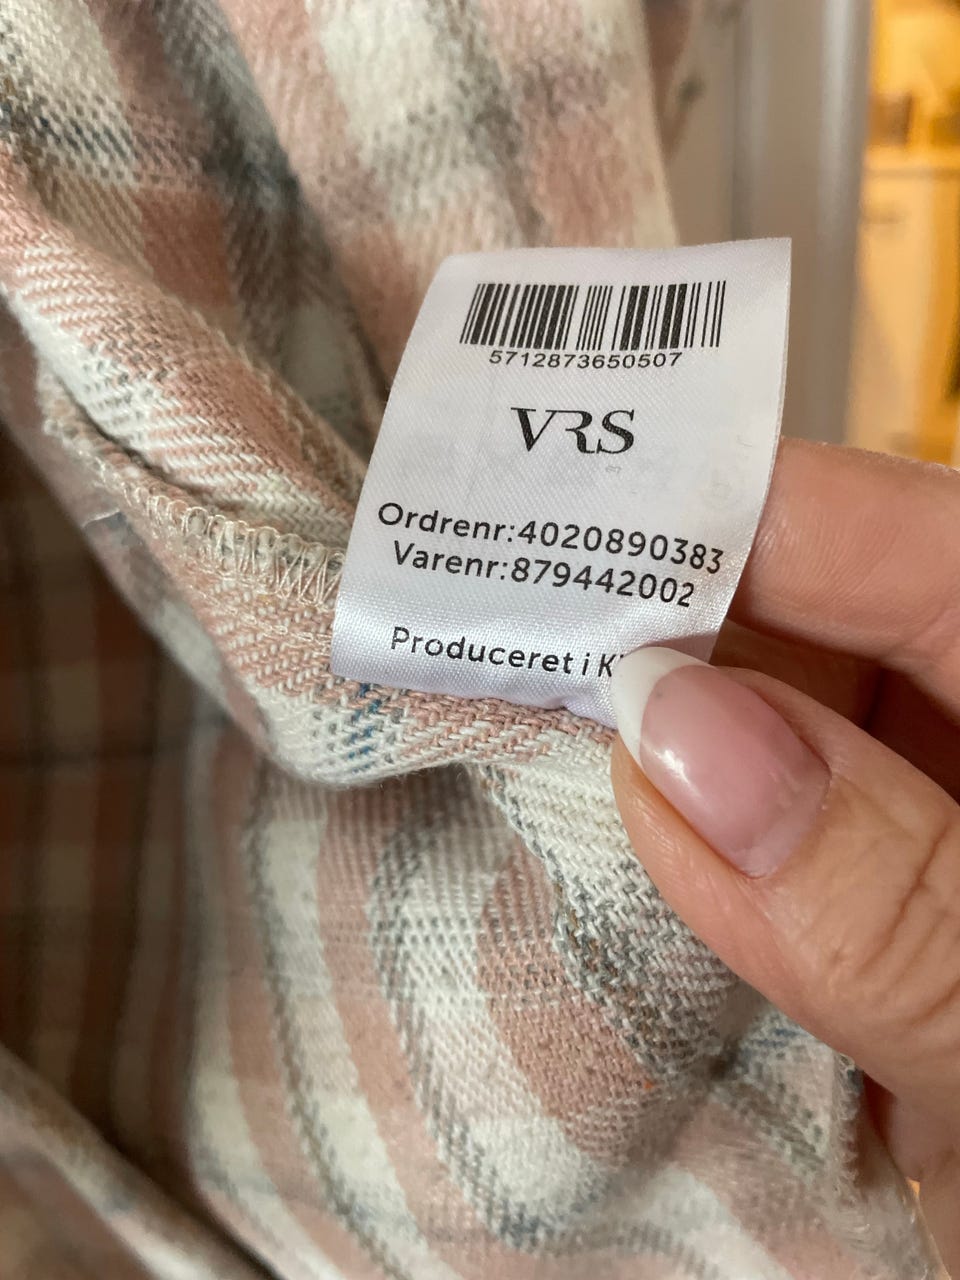 5712873650507
VRS
Ordrenr:4020890383
Varenr:879442002
Produceret i